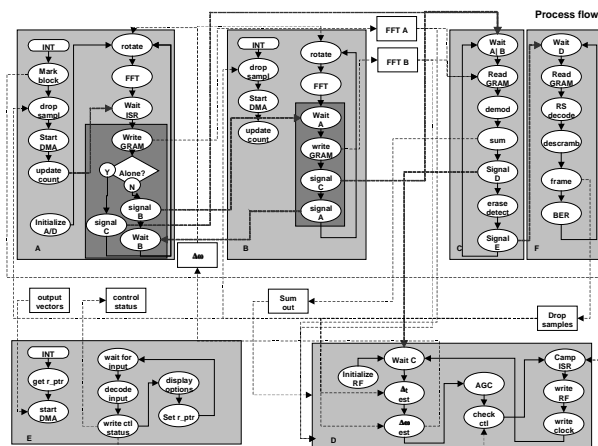 Process flow
INT
Mark
block
drop
sampl
Start
DMA
update
count
Initialize
A/D
A
rotate
FFT
Wait
ISR
Write
GRAM
Alone?
Y
N
signal
B
signal
C
Wait
B
INT
drop
sampl
Start
DMA
update
count
B
rotate
FFT
Wait
A
write
GRAM
signal
C
signal
A
FFT A
FFT B
Δω
Wait
A| B
Read
GRAM
demod
sum
Signal
D
erase
detect
Signal
E
C
Wait
D
Read
GRAM
RS
decode
descramb
frame
BER
F
output
vectors
control
status
Sum
out
Drop
samples
INT
get r_ptr
start
DMA
E
wait for
input
decode
input
write ctl
status
display
options
Set r_ptr
Initialize
RF
Wait C
Δt
est
Δω
est
D
AGC
check
ctl
Camp
ISR
write
RF
write
clock